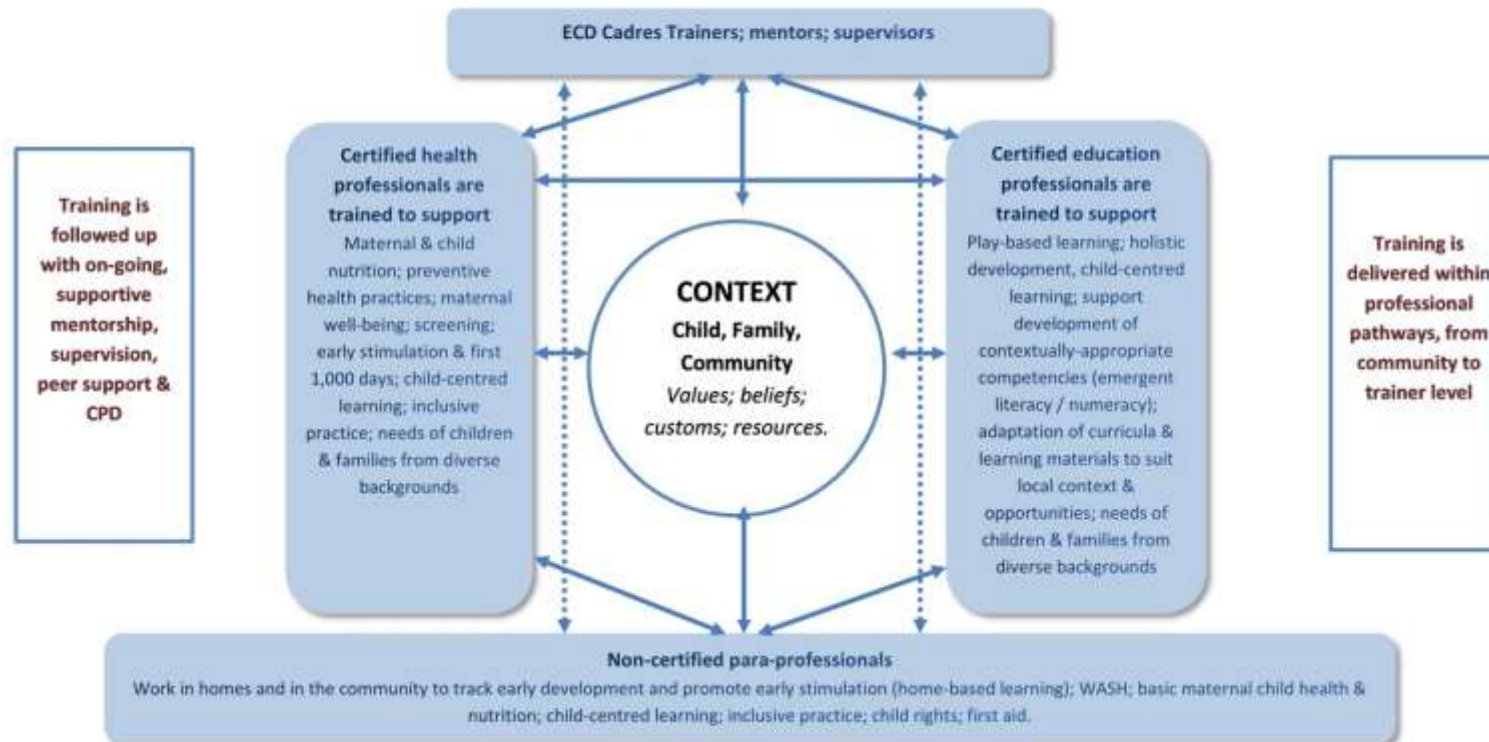 ECD Cadres Trainers; mentors; supervisors
Training is
followed up
with on-going,
supportive
mentorship,
supervision,
peer support &
CPD
Certified health
professionals are
trained to support
Maternal & child
nutrition; preventive
health practices; maternal
well-being; screening;
early stimulation & first
1,000 days; child-centred
learning; inclusive
practice; needs of children
& families from diverse
backgrounds
CONTEXT
Child, Family,
Community
Values; beliefs;
customs; resources.
Certified education
professionals are
trained to support
Play-based learning; holistic
development, child-centred
learning; support
development of
contextually-appropriate
competencies (emergent
literacy / numeracy);
adaptation of curricula &
learning materials to suit
local context &
opportunities; needs of
children & families from
diverse backgrounds
Training is
delivered within
professional
pathways, from
community to
trainer level
Non-certified para-professionals
Work in homes and in the community to track early development and promote early stimulation (home-based learning); WASH; basic maternal child health &
nutrition; child-centred learning; inclusive practice; child rights; first aid.